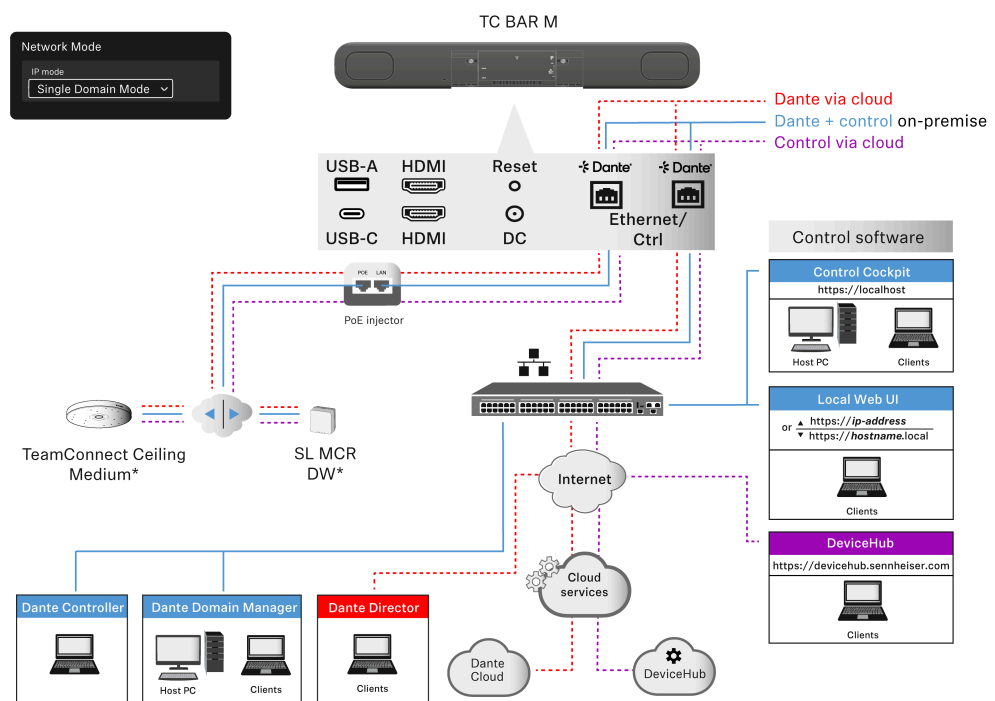 TC BAR M
Network Mode
IP mode
Single Domain Mode
Dante via cloud
Dante + control on-premise
Control via cloud
USB-A
HDMI
Reset
Dante®
Dante®
USB-C
HDMI
DC
Ethernet/
Ctrl
POE
LAN
PoE injector
Control software
Control Cockpit
https://localhost
Host PC
Clients
Local Web UI
or
https://ip-address
https://hostname.local
Clients
DeviceHub
https://devicehub.sennheiser.com
Clients
TeamConnect Ceiling
Medium*
SL MCR
DW*
Internet
Cloud
services
Dante Controller
Dante Domain Manager
Host PC
Clients
Dante Director
Clients
Dante
Cloud
DeviceHub